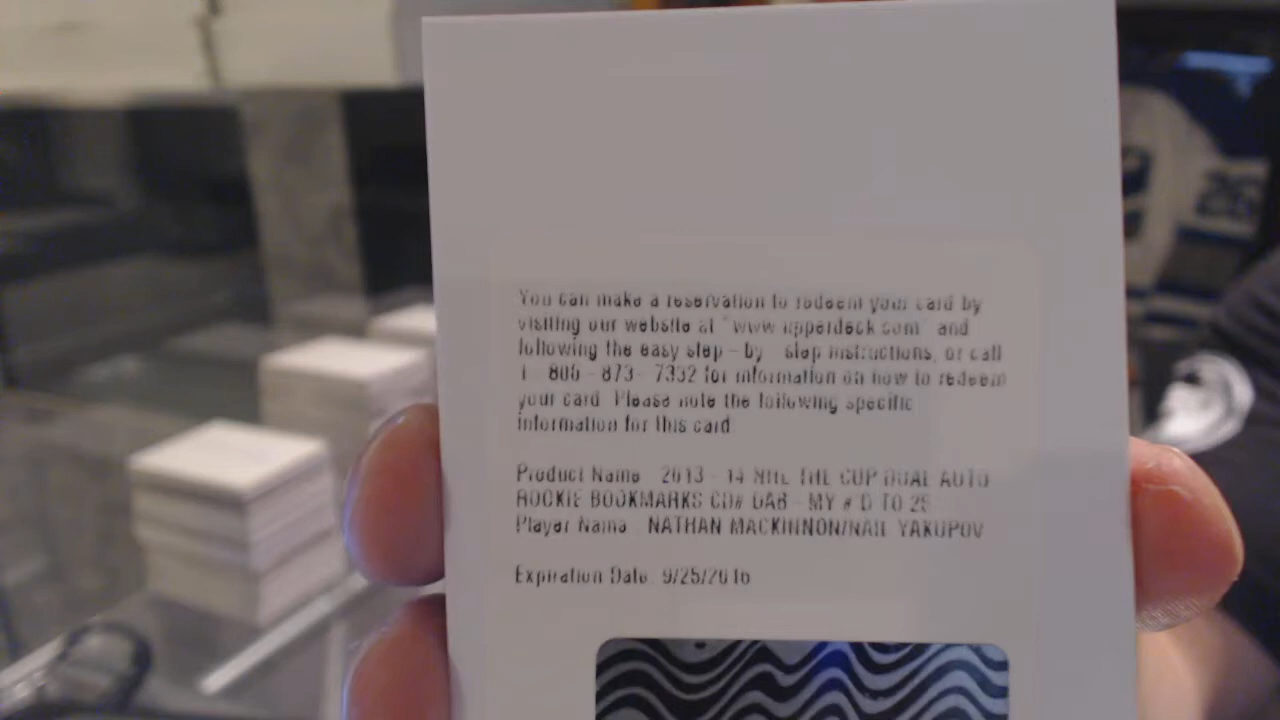 You can make a reservation to redeem your card by
visiting our website at "www upperdeck com" and
following the easy step - by step instructions, or call
1 - 800 - 873 - 7332 for information on how to redeem
your card. Please note the following specific
information for this card
Product Name 2013 - 14 NHL THE CUP DUAL AUTO
ROOKIE BOOKMARKS CD# DAB - MY # D TO 25
Player Name NATHAN MACKINNON/NAIL YAKUPOV
Expiration Date. 9/25/2016
26